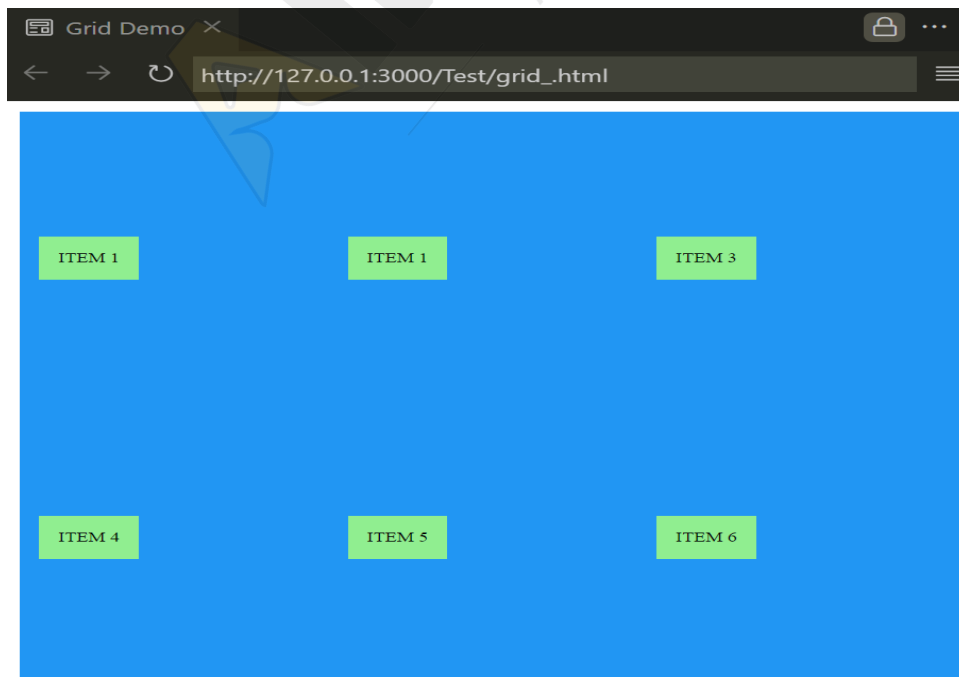 Grid Demo
http://127.0.0.1:3000/Test/grid_.html
ITEM 1 ITEM 1 ITEM 3
ITEM 4 ITEM 5 ITEM 6